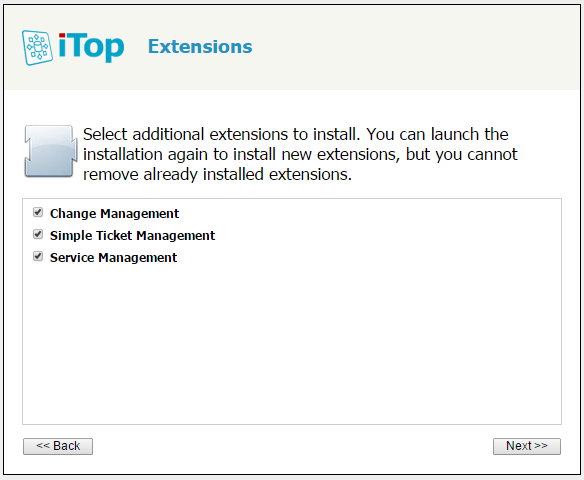 iTop Extensions
Select additional extensions to install. You can launch the
installation again to install new extensions, but you cannot
remove already installed extensions.
Change Management
Simple Ticket Management
Service Management
<< Back Next >>